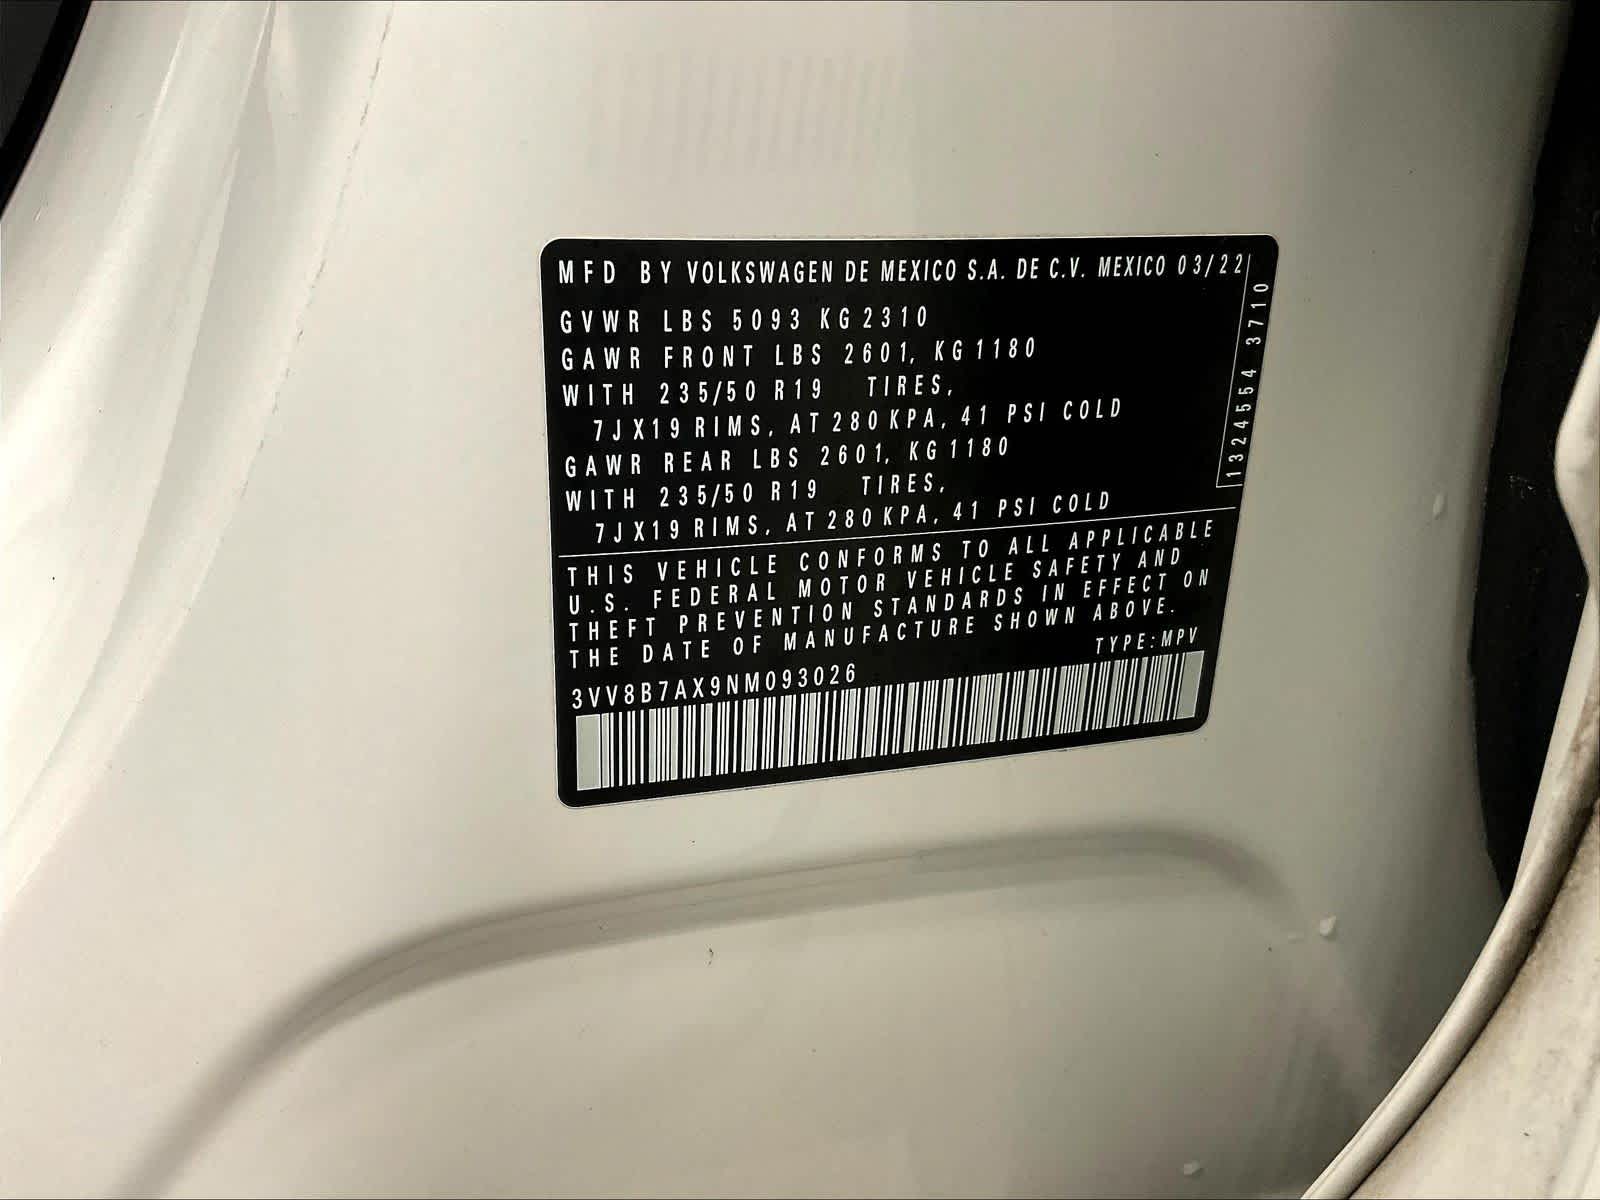 MFD BY VOLKSWAGEN DE MEXICO S.A. DE C.V. MEXICO 03/22
GVWR LBS 5093 KG 2310
GAWR FRONT LBS 2601, KG 1180
WITH 235/50 R19 TIRES,
7J X19 RIMS, AT 280 KPA, 41 PSI COLD
GAWR REAR LBS 2601, KG 1180
WITH 235/50 R19 TIRES,
7J X19 RIMS, AT 280 KPA, 41 PSI COLD
1324554 3710
THIS VEHICLE CONFORMS TO ALL APPLICABLE
U.S. FEDERAL MOTOR VEHICLE SAFETY AND
THEFT PREVENTION STANDARDS IN EFFECT ON
THE DATE OF MANUFACTURE SHOWN ABOVE.
TYPE: MPV
3VV8B7AX9NM093026